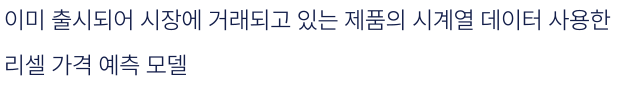 이미 출시되어 시장에 거래되고 있는 제품의 시계열 데이터 사용한
리셀 가격 예측 모델